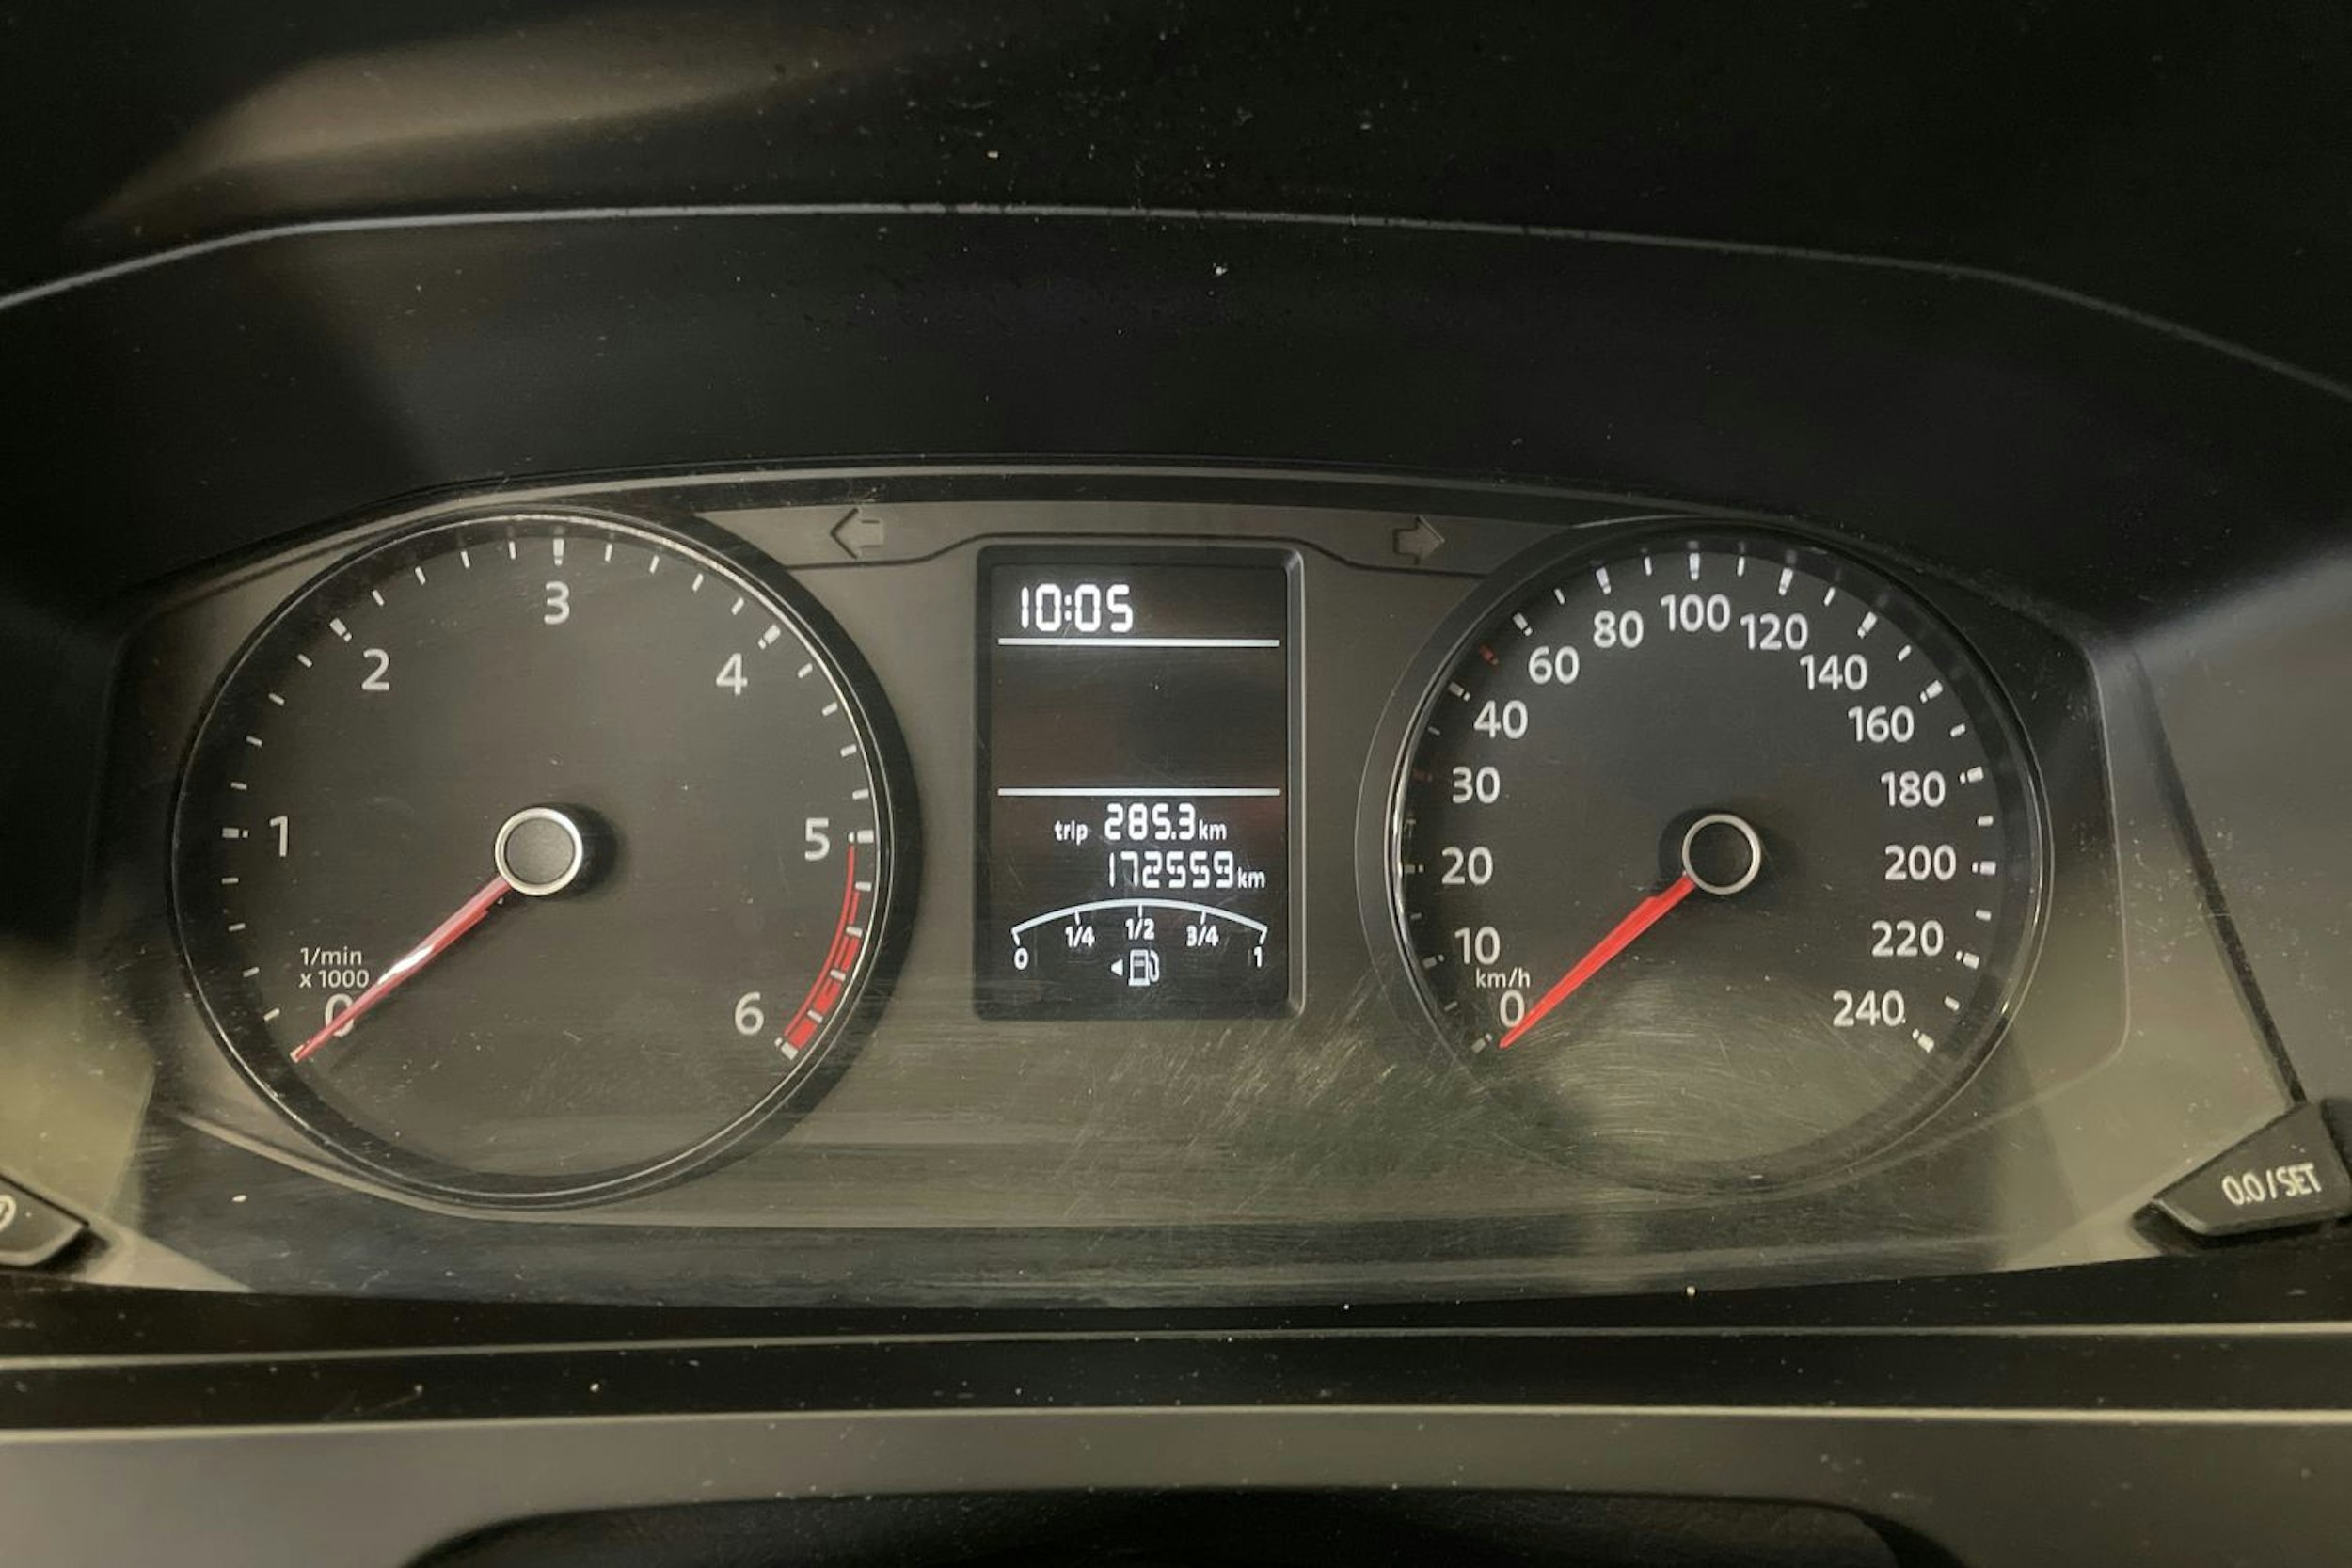 10:05
trip 285.3 km
172559 km
0 1/4 1/2 3/4 1
1/min
x 1000
0 1 2 3 4 5 6
0 10 20 30 40 60 80 100 120 140 160 180 200 220 240
km/h
0.0 / SET